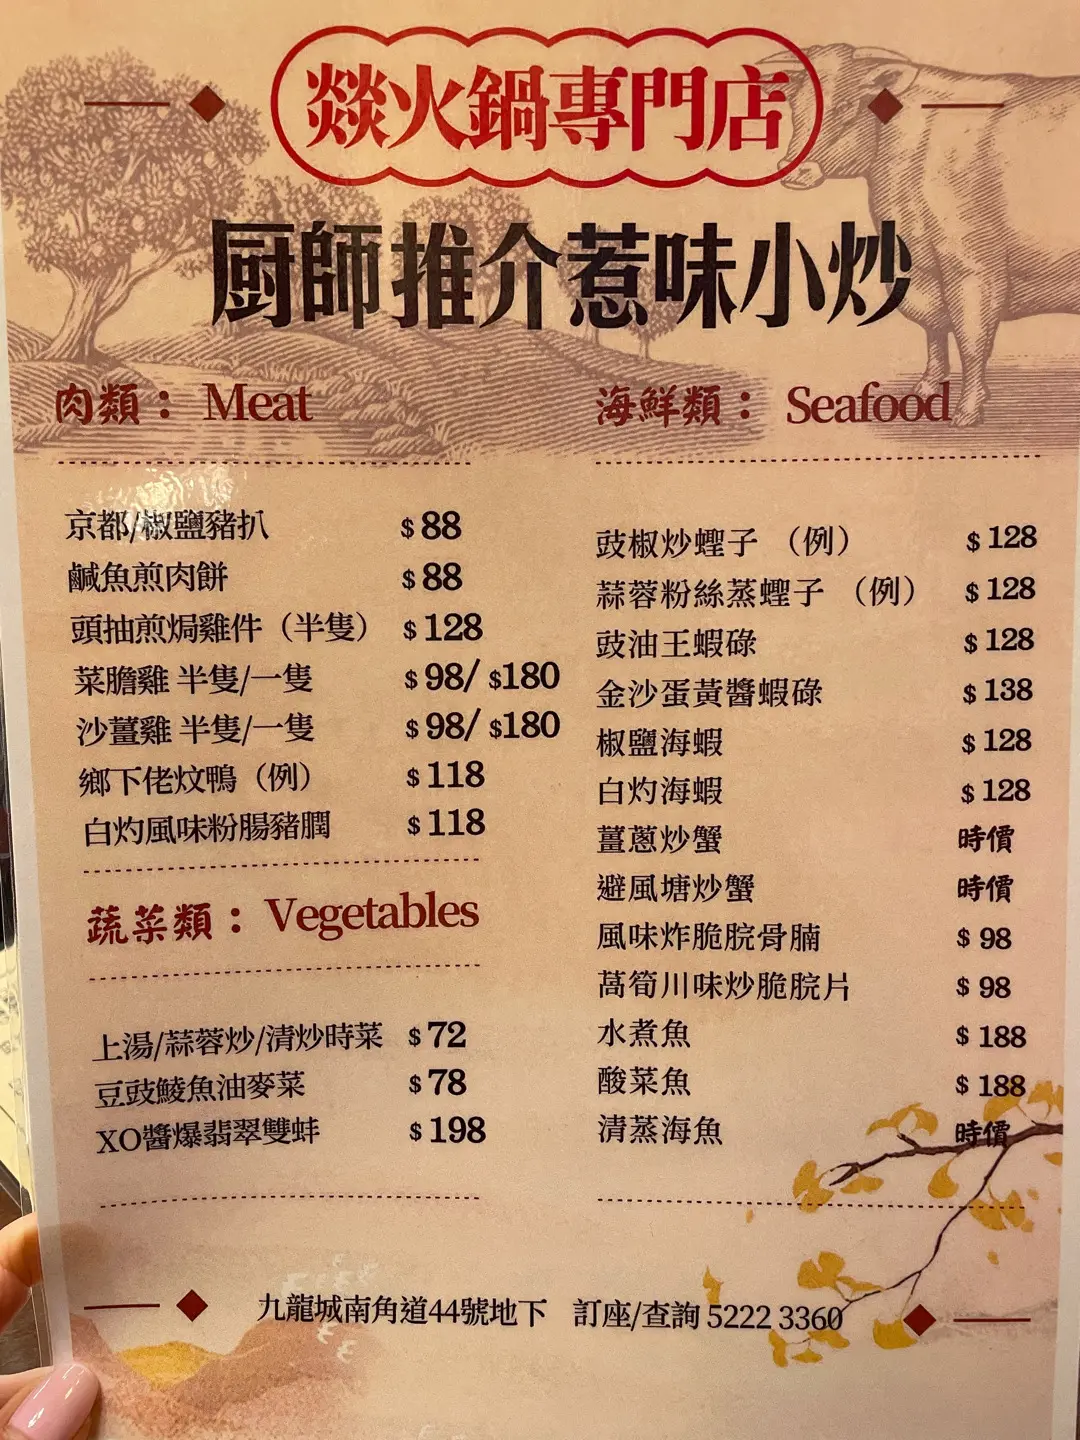 燚火鍋專門店
厨師推介惹味小炒
肉類： Meat
京都/椒鹽豬扒 $88
鹹魚煎肉餅 $88
頭抽煎焗雞件（半隻） $128
菜膽雞 半隻/一隻 $98/ $180
沙薑雞 半隻/一隻 $98/ $180
鄉下佬炆鴨（例） $118
白灼風味粉腸豬膶 $118
蔬菜類： Vegetables
上湯/蒜蓉炒/清炒時菜 $72
豆豉鯪魚油麥菜 $78
XO醬爆翡翠雙蚌 $198
海鮮類： Seafood
豉椒炒蟶子 （例） $128
蒜蓉粉絲蒸蟶子 （例） $128
豉油王蝦碌 $128
金沙蛋黃醬蝦碌 $138
椒鹽海蝦 $128
白灼海蝦 $128
薑蔥炒蟹 時價
避風塘炒蟹 時價
風味炸脆脘骨腩 $98
萵筍川味炒脆脘片 $98
水煮魚 $188
酸菜魚 $188
清蒸海魚 時價
九龍城南角道44號地下 訂座/查詢 5222 3360